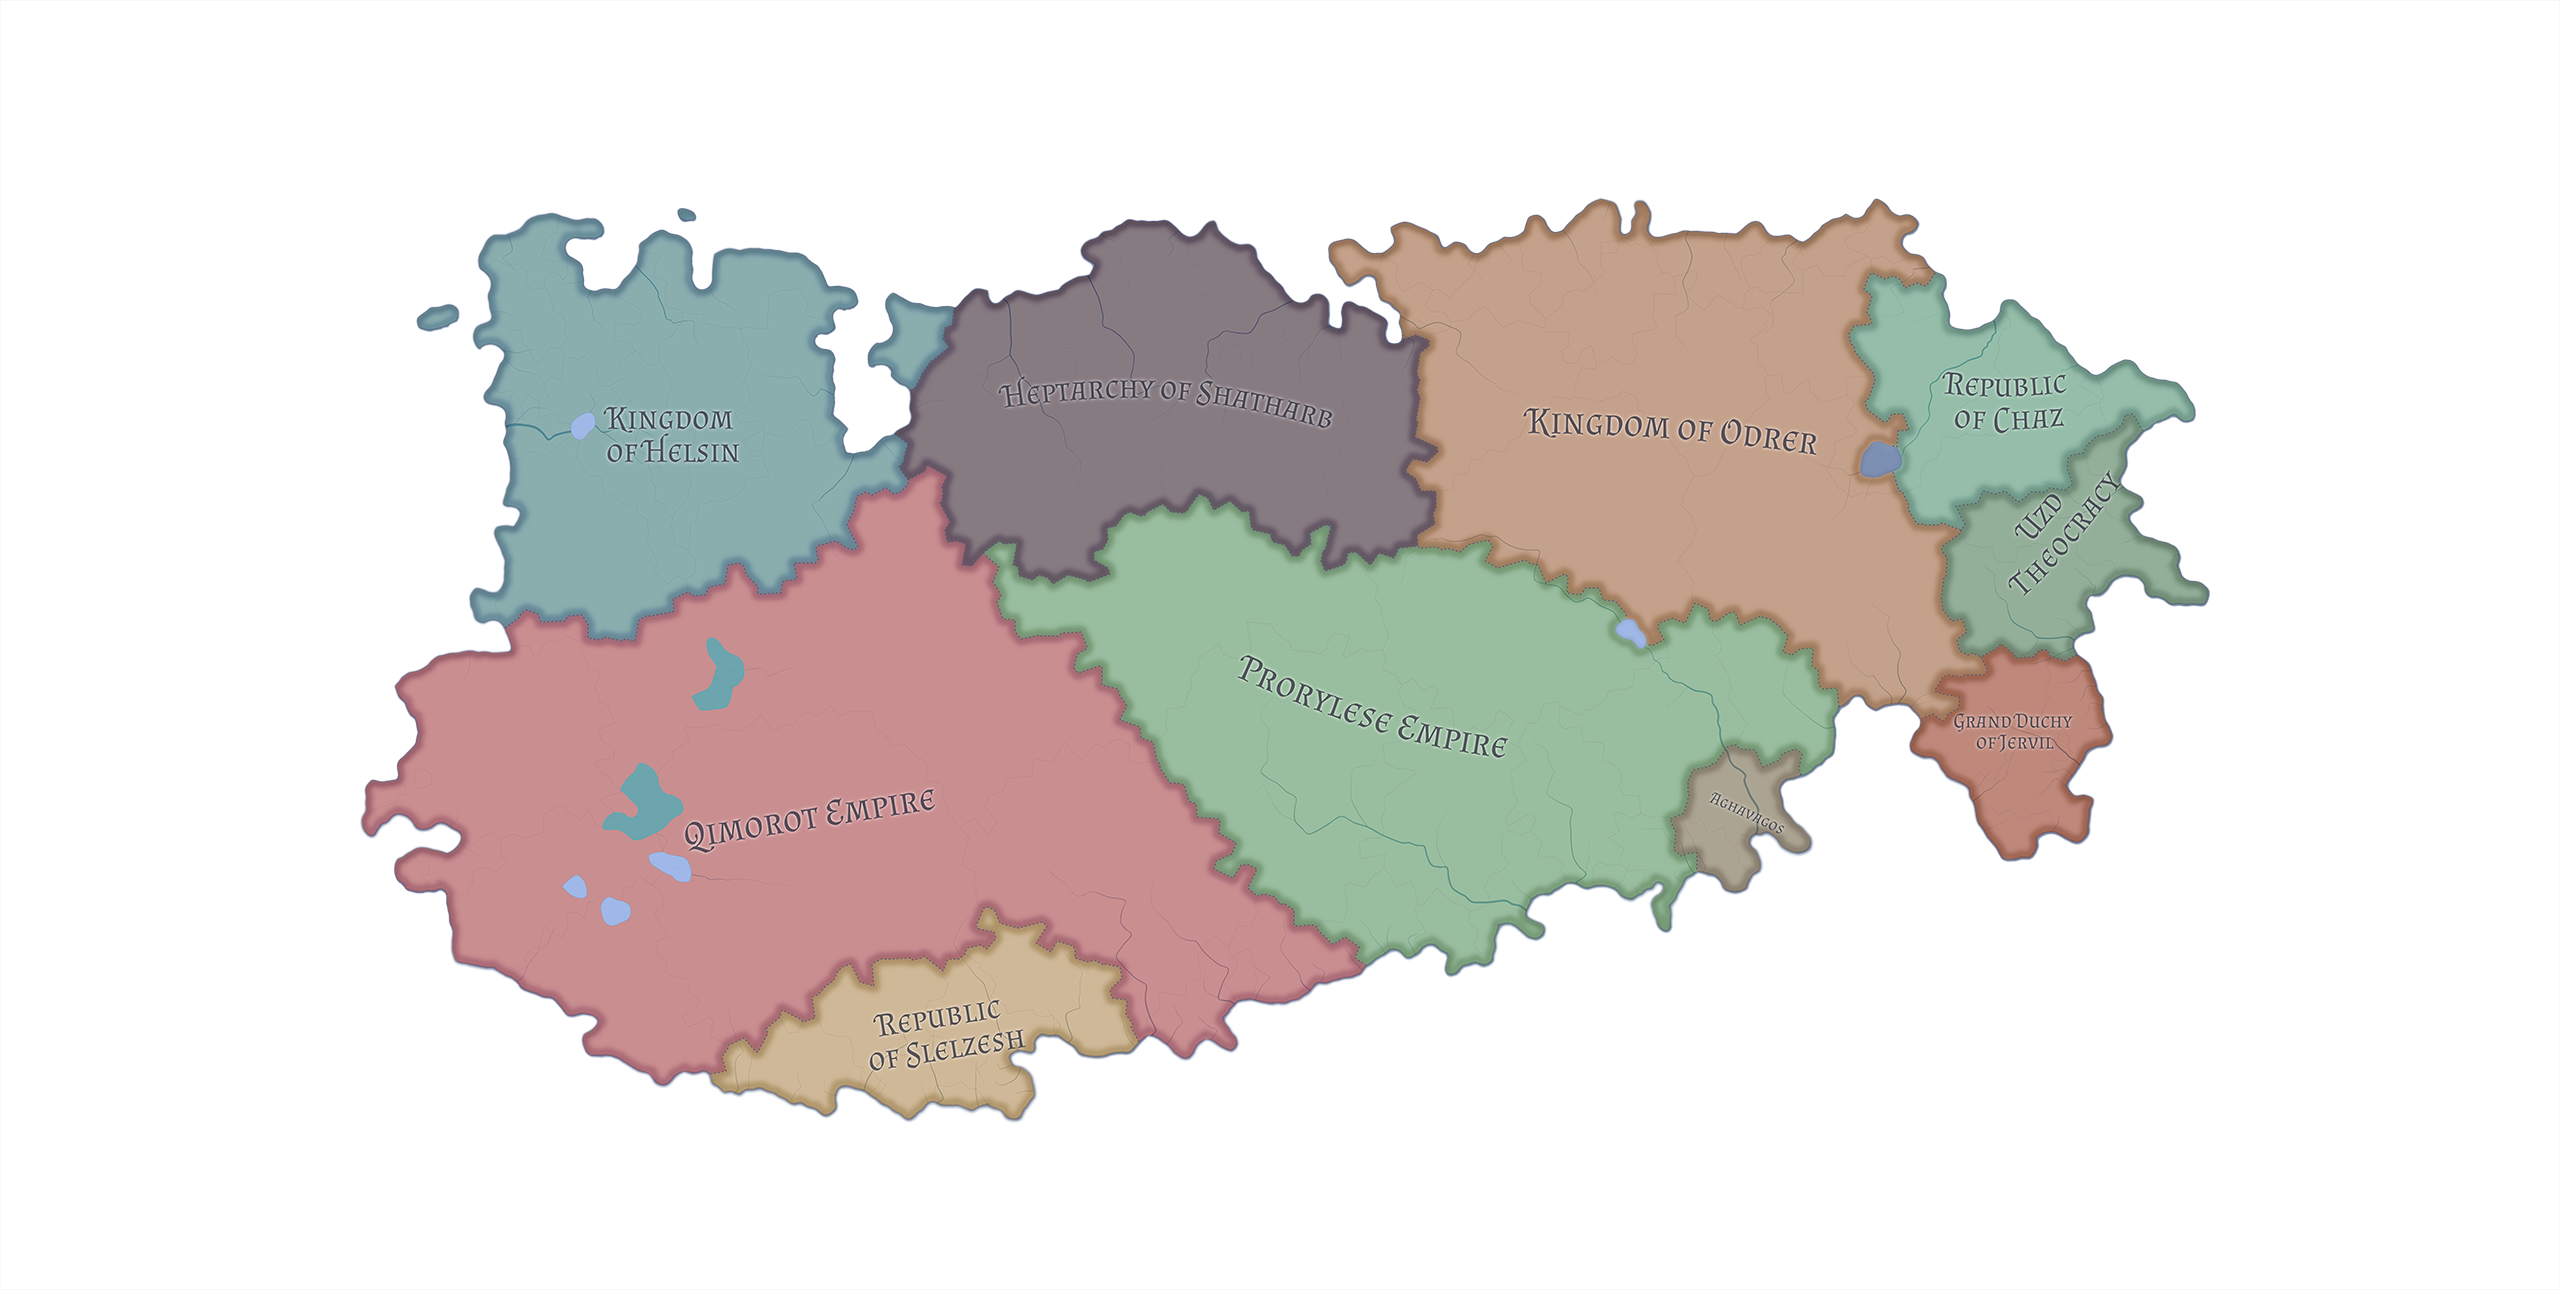 Kingdom
of Helsin
Heptarchy of Shatharb
Kingdom of Odrer
Republic
of Chaz
Uzd
Theocracy
Grand Duchy
of Jervil
Prorylese Empire
Aghavagos
Qimorot Empire
Republic
of Slelzesh